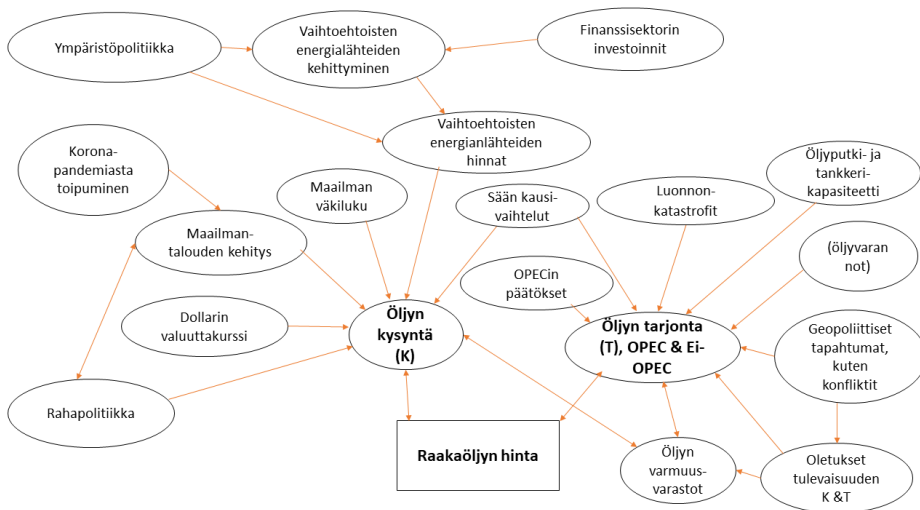 Ympäristöpolitiikka
Vaihtoehtoisten
energialähteiden
kehittyminen
Finanssisektorin
investoinnit
Vaihtoehtoisten
energianlähteiden
hinnat
Korona-
pandemiasta
toipuminen
Maailman
väkiluku
Sään kausi-
vaihtelut
Luonnon-
katastrofit
Öljyputki- ja
tankkeri-
kapasiteetti
Maailman-
talouden kehitys
OPECin
päätökset
(öljyvaran
not)
Dollarin
valuuttakurssi
Öljyn
kysyntä
(K)
Öljyn tarjonta
(T), OPEC & Ei-
OPEC
Geopoliittiset
tapahtumat,
kuten
konfliktit
Rahapolitiikka
Raakaöljyn hinta
Öljyn
varmuus-
varastot
Oletukset
tulevaisuuden
K &T